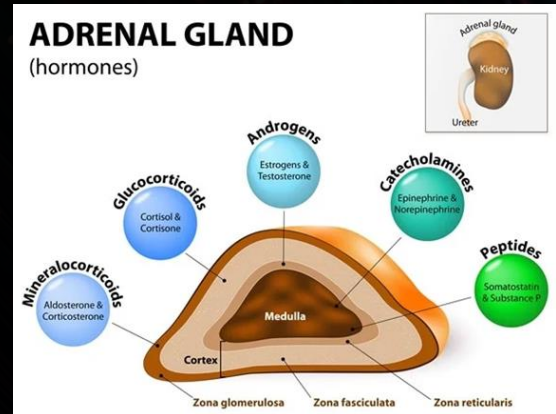 ADRENAL GLAND
(hormones)
Adrenal gland
Kidney
Ureter
Androgens
Estrogens &
Testosterone
Glucocorticoids
Cortisol &
Cortisone
Catecholamines
Epinephrine &
Norepinephrine
Mineralocorticoids
Aldosterone &
Corticosterone
Peptides
Somatostatin
& Substance P
Medulla
Cortex
Zona glomerulosa
Zona fasciculata
Zona reticularis